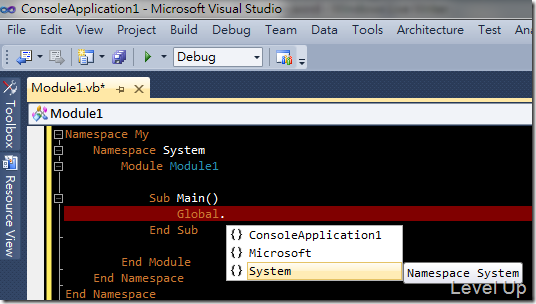 ConsoleApplication1 - Microsoft Visual Studio
File Edit View Project Build Debug Team Data Tools Test
Debug
Module1.vb*
Module1
Toolbox
Resource View
Namespace My
Namespace System
Module Module1
Sub Main()
Global.
End Sub
{} ConsoleApplication1
{} Microsoft
{} System
Namespace System
End Module
End Namespace
End Namespace
Level Up